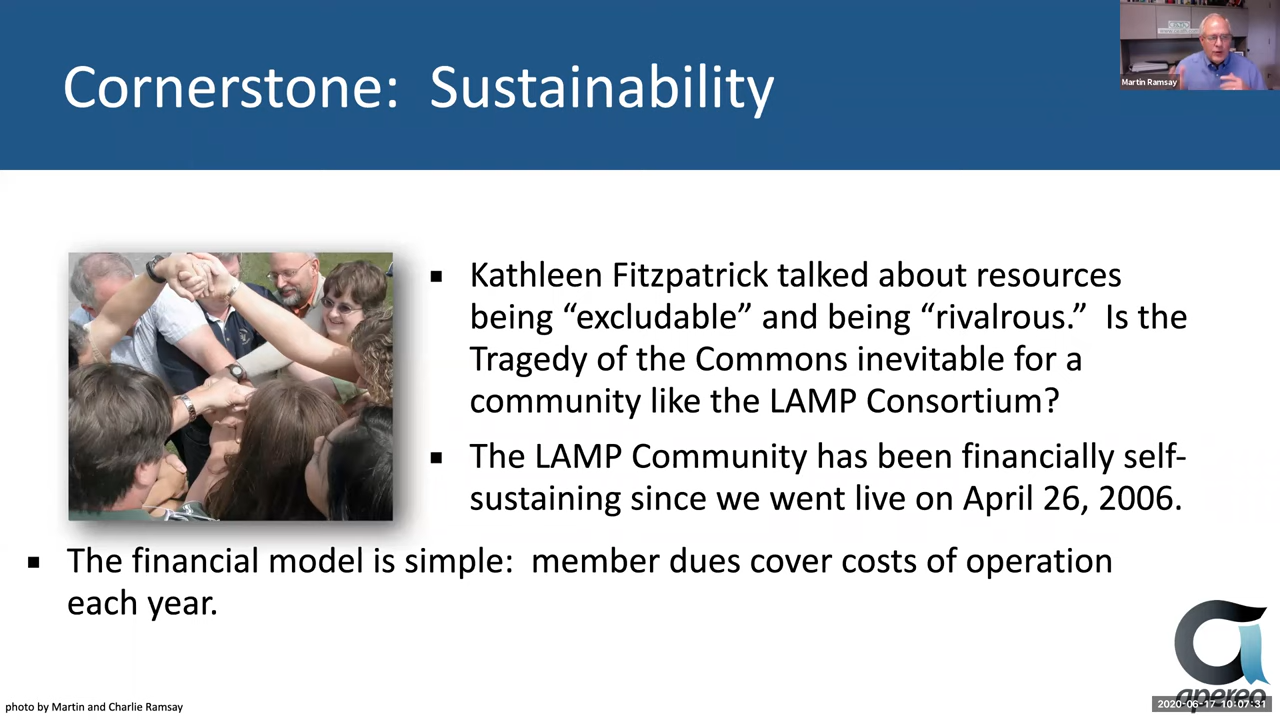 Cornerstone:  Sustainability
Martin Ramsay
▪ Kathleen Fitzpatrick talked about resources
being “excludable” and being “rivalrous.”  Is the
Tragedy of the Commons inevitable for a
community like the LAMP Consortium?
▪ The LAMP Community has been financially self-
sustaining since we went live on April 26, 2006.
▪ The financial model is simple:  member dues cover costs of operation
each year.
apereo
photo by Martin and Charlie Ramsay
2020-06-17 10:07:31